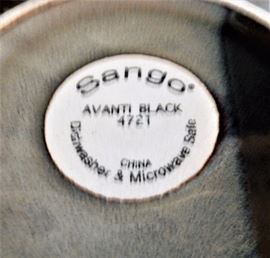 Sango®
AVANTI BLACK
4721
CHINA
Dishwasher & Microwave Safe